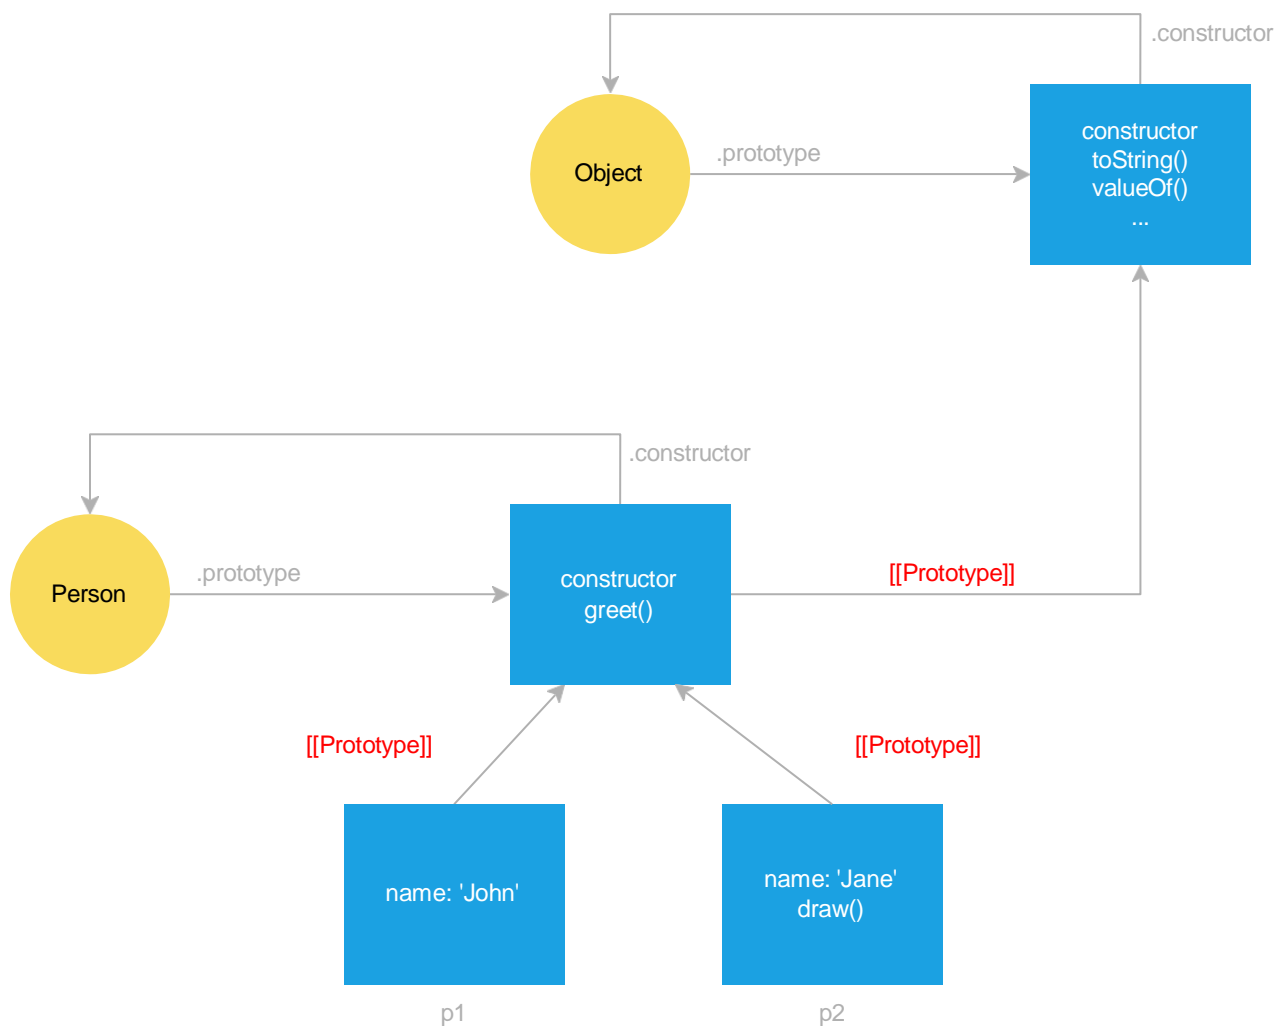 .constructor
Object
.prototype
constructor
toString()
valueOf()
...
.constructor
Person
.prototype
constructor
greet()
[[Prototype]]
[[Prototype]]
[[Prototype]]
name: 'John'
name: 'Jane'
draw()
p1
p2